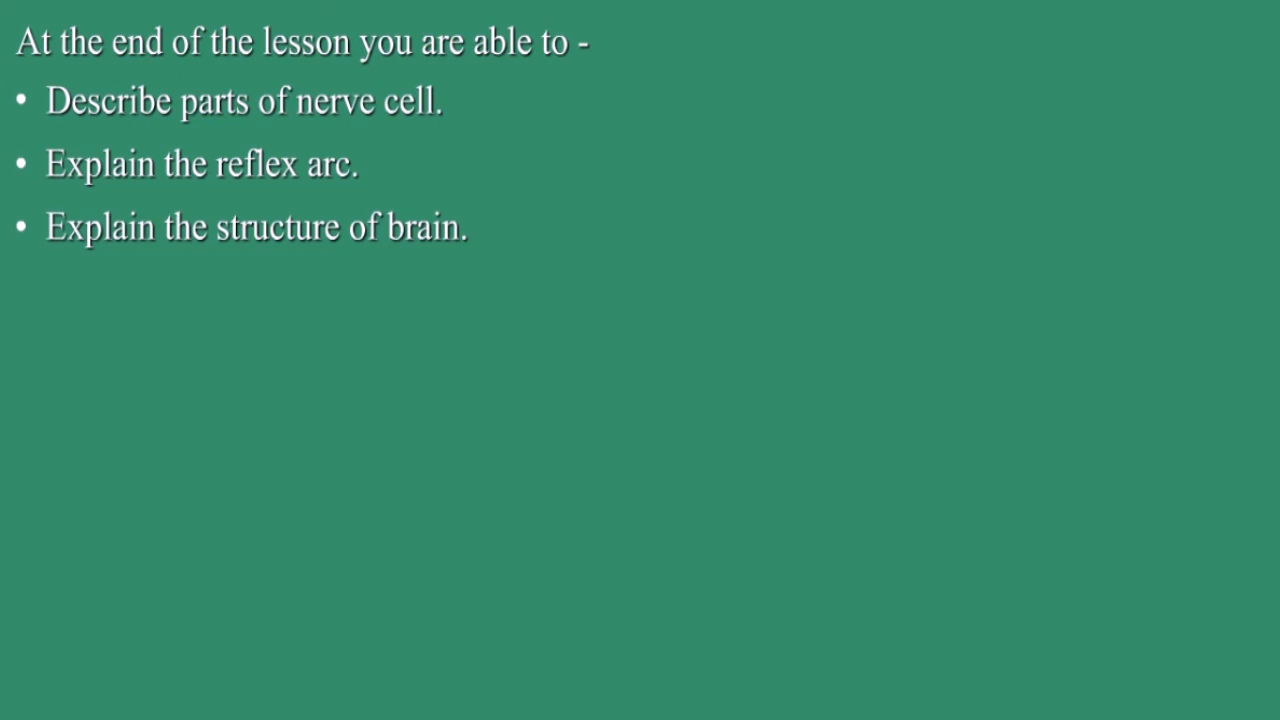 At the end of the lesson you are able to -
• Describe parts of nerve cell.
• Explain the reflex arc.
• Explain the structure of brain.